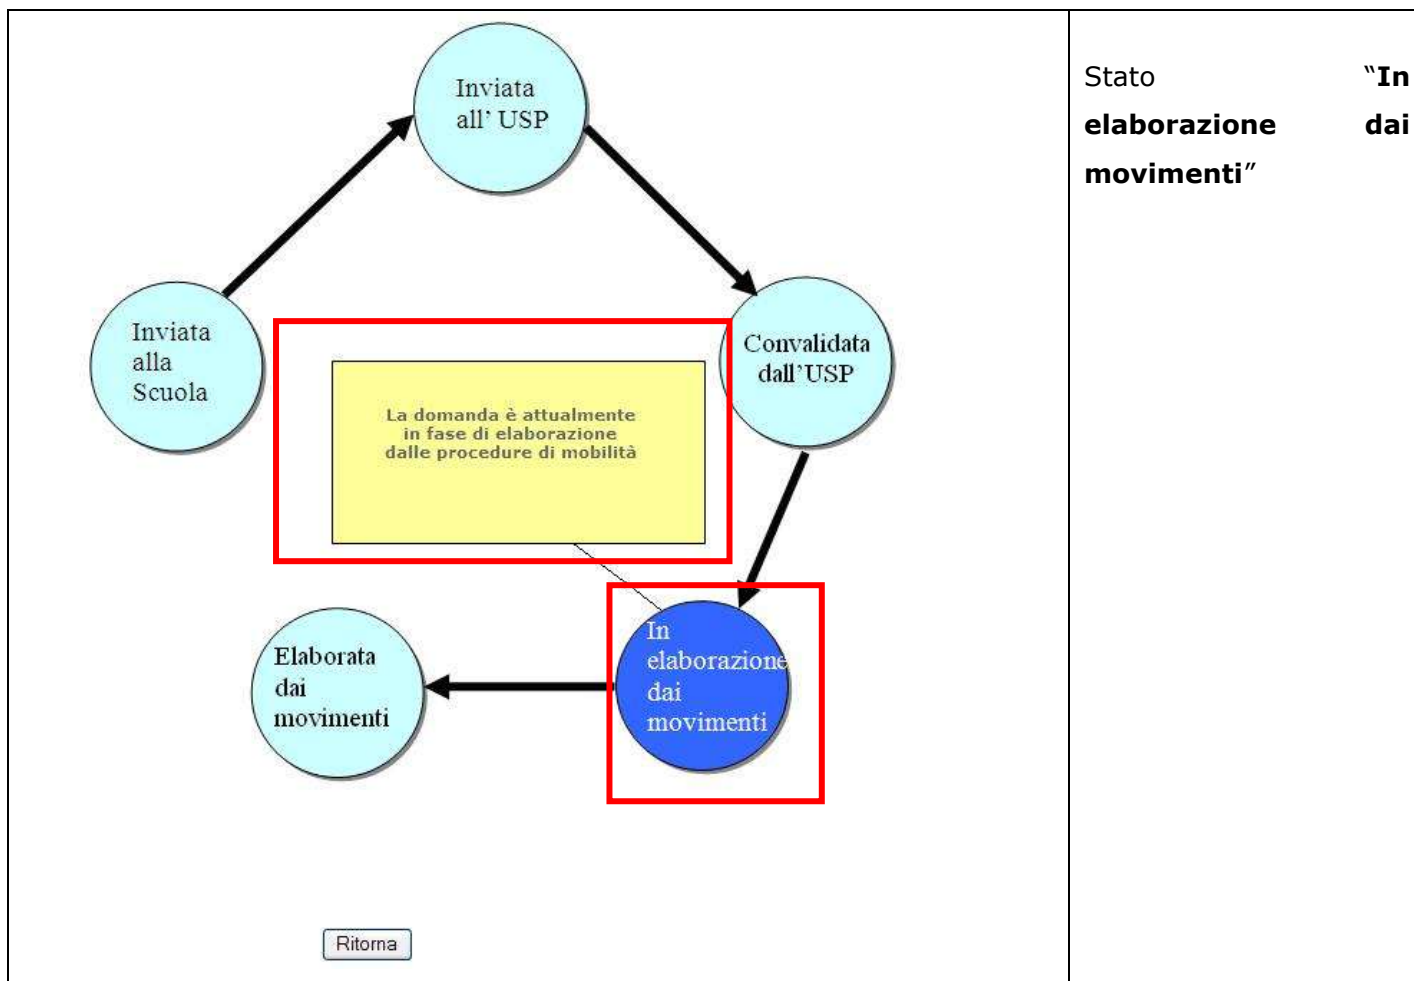 Inviata
all’ USP
Inviata
alla
Scuola
Convalidata
dall’USP
La domanda è attualmente
in fase di elaborazione
dalle procedure di mobilità
In
elaborazione
dai
movimenti
Elaborata
dai
movimenti
Ritorna
Stato “In
elaborazione dai
movimenti”